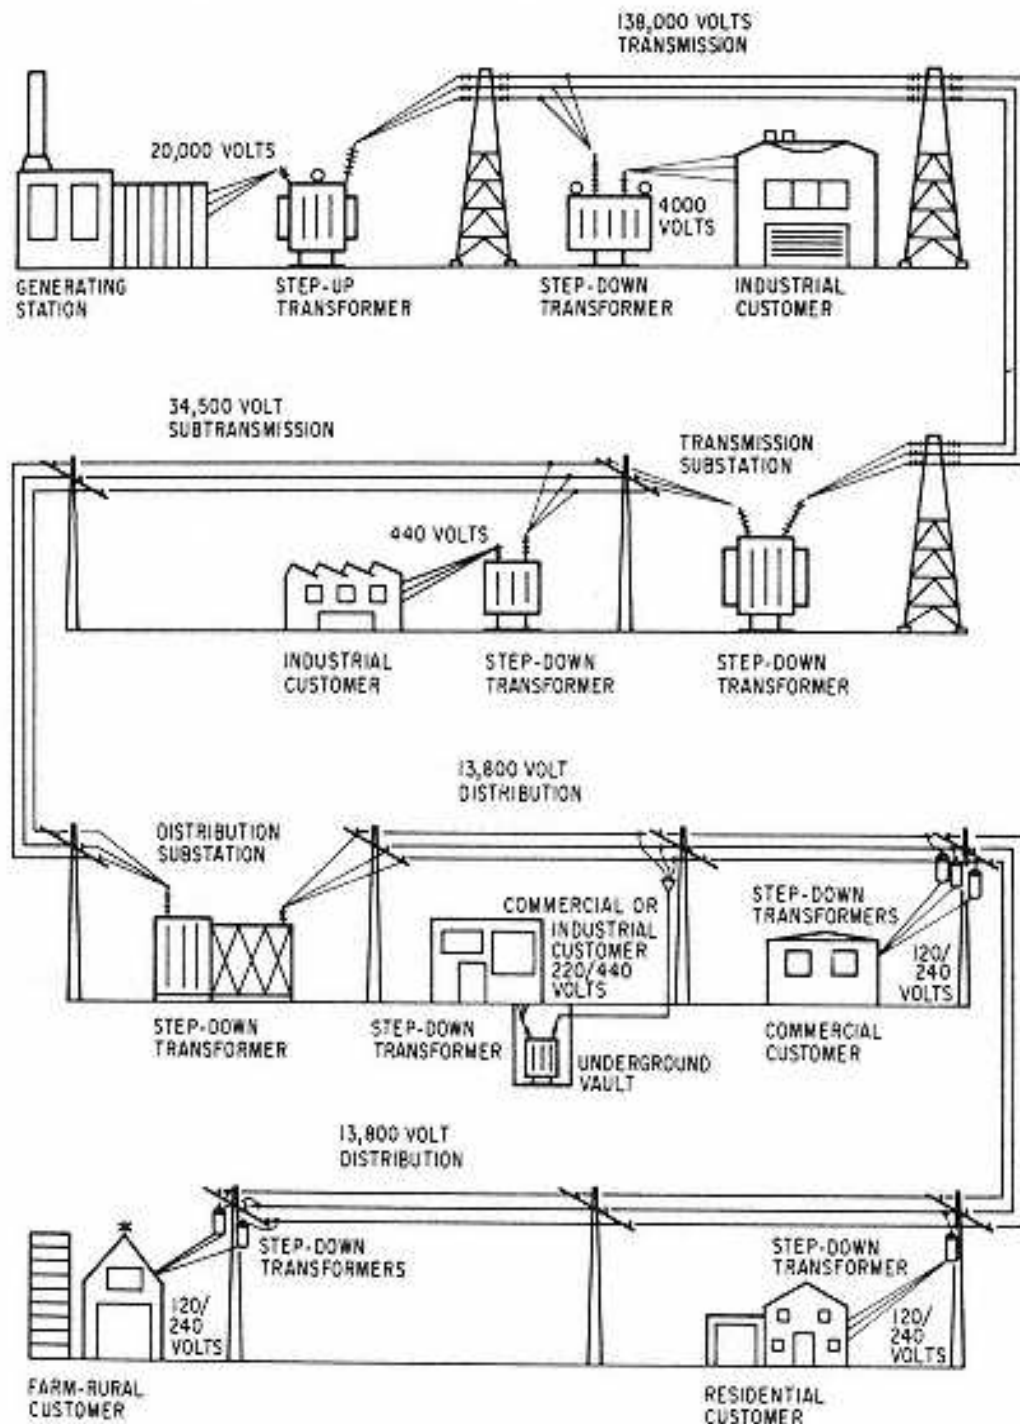 138,000 VOLTS
TRANSMISSION
20,000 VOLTS
4000
VOLTS
GENERATING
STATION
STEP-UP
TRANSFORMER
STEP-DOWN
TRANSFORMER
INDUSTRIAL
CUSTOMER
34,500 VOLT
SUBTRANSMISSION
TRANSMISSION
SUBSTATION
440 VOLTS
INDUSTRIAL
CUSTOMER
STEP-DOWN
TRANSFORMER
STEP-DOWN
TRANSFORMER
13,800 VOLT
DISTRIBUTION
DISTRIBUTION
SUBSTATION
COMMERCIAL OR
INDUSTRIAL
CUSTOMER
220/440
VOLTS
STEP-DOWN
TRANSFORMERS
120/
240
VOLTS
STEP-DOWN
TRANSFORMER
STEP-DOWN
TRANSFORMER
UNDERGROUND
VAULT
COMMERCIAL
CUSTOMER
13,800 VOLT
DISTRIBUTION
STEP-DOWN
TRANSFORMERS
120/
240
VOLTS
STEP-DOWN
TRANSFORMER
120/
240
VOLTS
FARM-RURAL
CUSTOMER
RESIDENTIAL
CUSTOMER